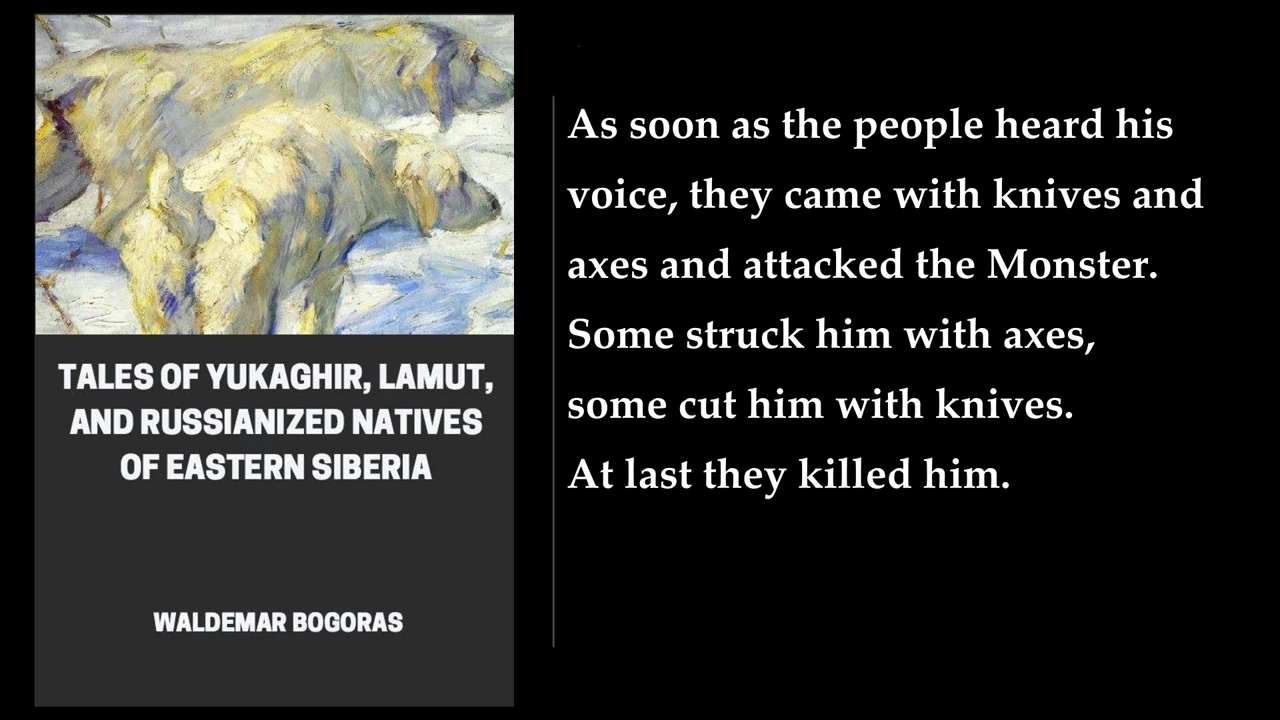 TALES OF YUKAGHIR, LAMUT,
AND RUSSIANIZED NATIVES
OF EASTERN SIBERIA
WALDEMAR BOGORAS
As soon as the people heard his
voice, they came with knives and
axes and attacked the Monster.
Some struck him with axes,
some cut him with knives.
At last they killed him.